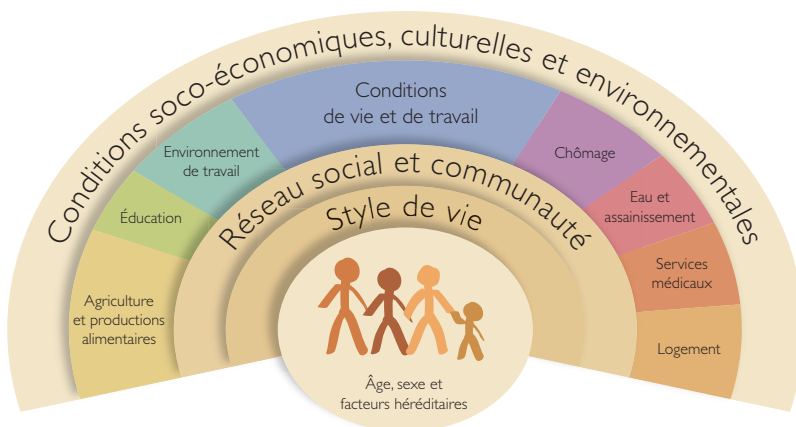 Conditions soco-économiques, culturelles et environnementales
Conditions
de vie et de travail
Environnement
de travail
Chômage
Éducation
Eau et
assainissement
Agriculture
et productions
alimentaires
Services
médicaux
Logement
Réseau social et communauté
Style de vie
Âge, sexe et
facteurs héréditaires